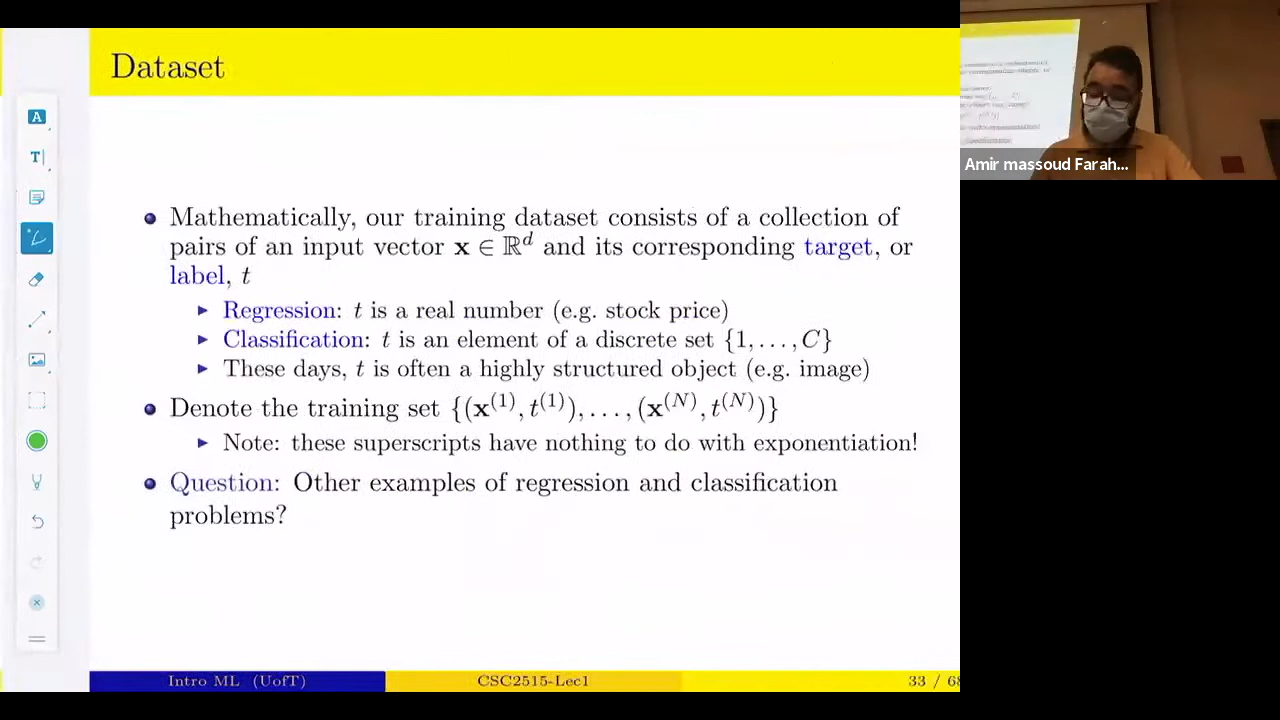 Dataset
Mathematically, our training dataset consists of a collection of
pairs of an input vector x ∈ ℝ^d and its corresponding target, or
label, t
Regression: t is a real number (e.g. stock price)
Classification: t is an element of a discrete set {1, . . . , C}
These days, t is often a highly structured object (e.g. image)
Denote the training set {(x^(1), t^(1)), . . . , (x^(N), t^(N))}
Note: these superscripts have nothing to do with exponentiation!
Question: Other examples of regression and classification
problems?
Intro ML (UofT) CSC2515-Lec1 33 / 68
A
T
Amir massoud Farah...